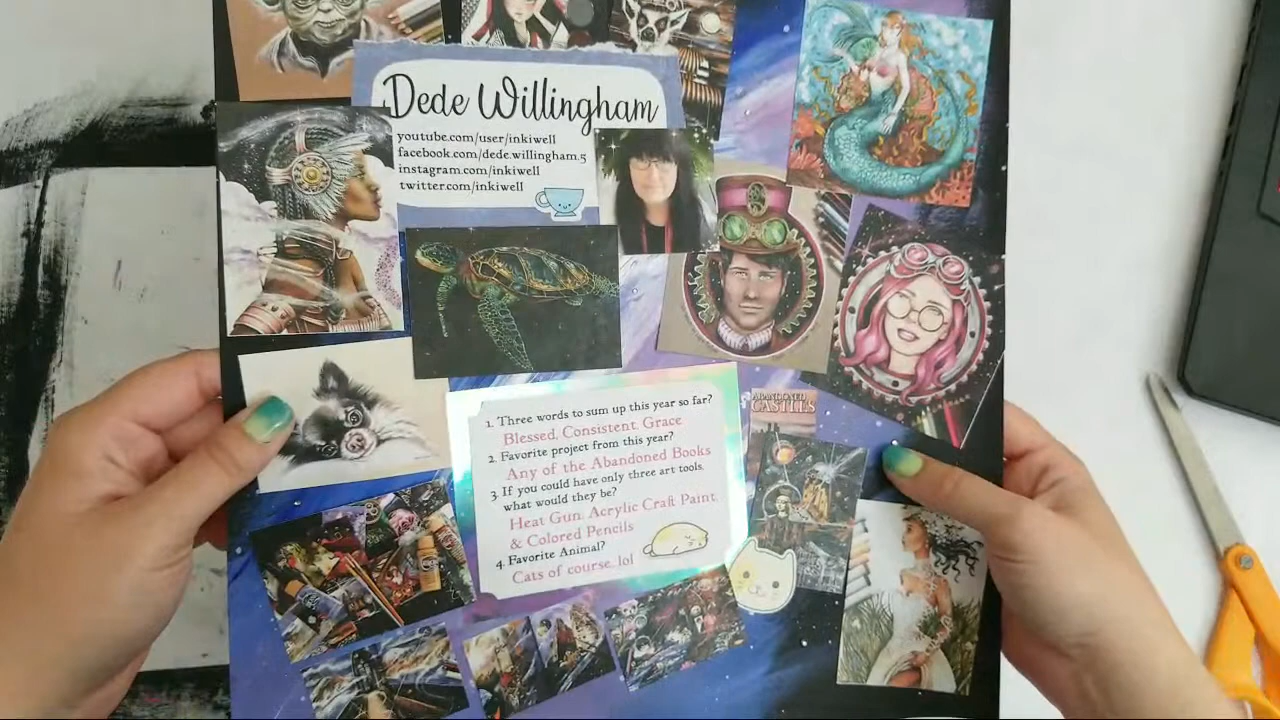 Dede Willingham
youtube.com/user/inkiwell
facebook.com/dede.willingham.5
instagram.com/inkiwell
twitter.com/inkiwell
1. Three words to sum up this year so far?
Blessed, Consistent, Grace
2. Favorite project from this year?
Any of the Abandoned Books
3. If you could have only three art tools,
what would they be?
Heat Gun, Acrylic Craft Paint,
& Colored Pencils
4. Favorite Animal?
Cats of course, lol
ABANDONED
CASTLES